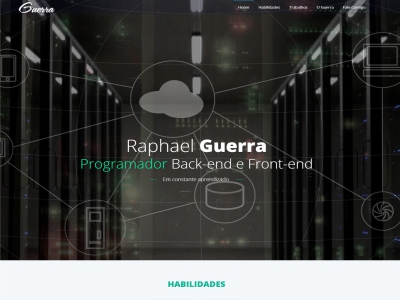 Guerra
Home Habilidades Trabalhos O Guerra Fale Comigo
Raphael Guerra
Programador Back-end e Front-end
Em constante aprendizado
HABILIDADES